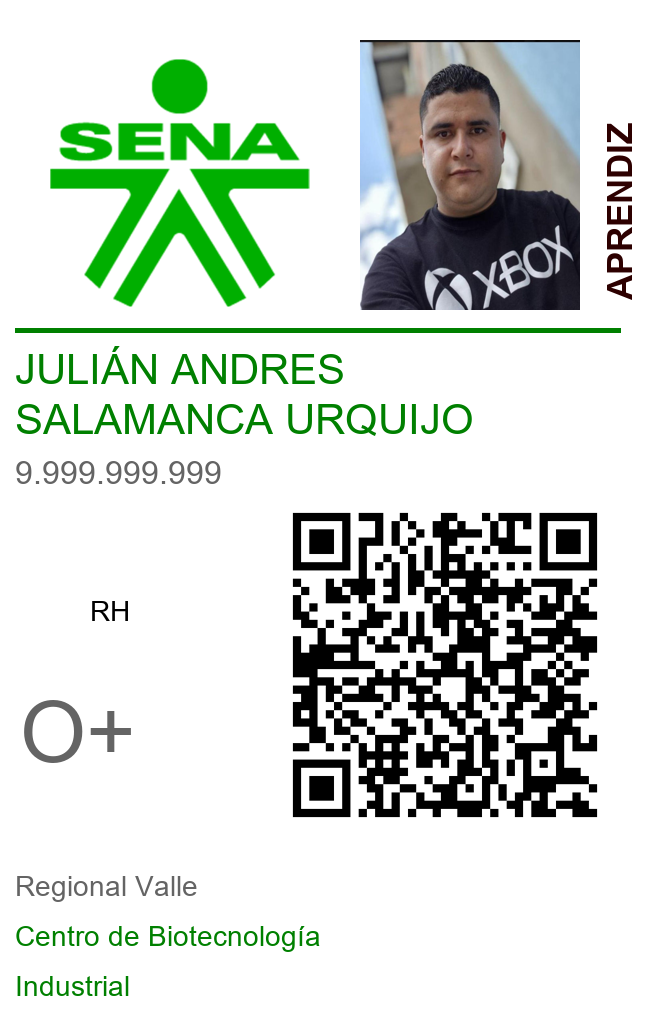 SENA
XBOX
APRENDIZ
JULIÁN ANDRES
SALAMANCA URQUIJO
9.999.999.999
RH
O+
Regional Valle
Centro de Biotecnología
Industrial